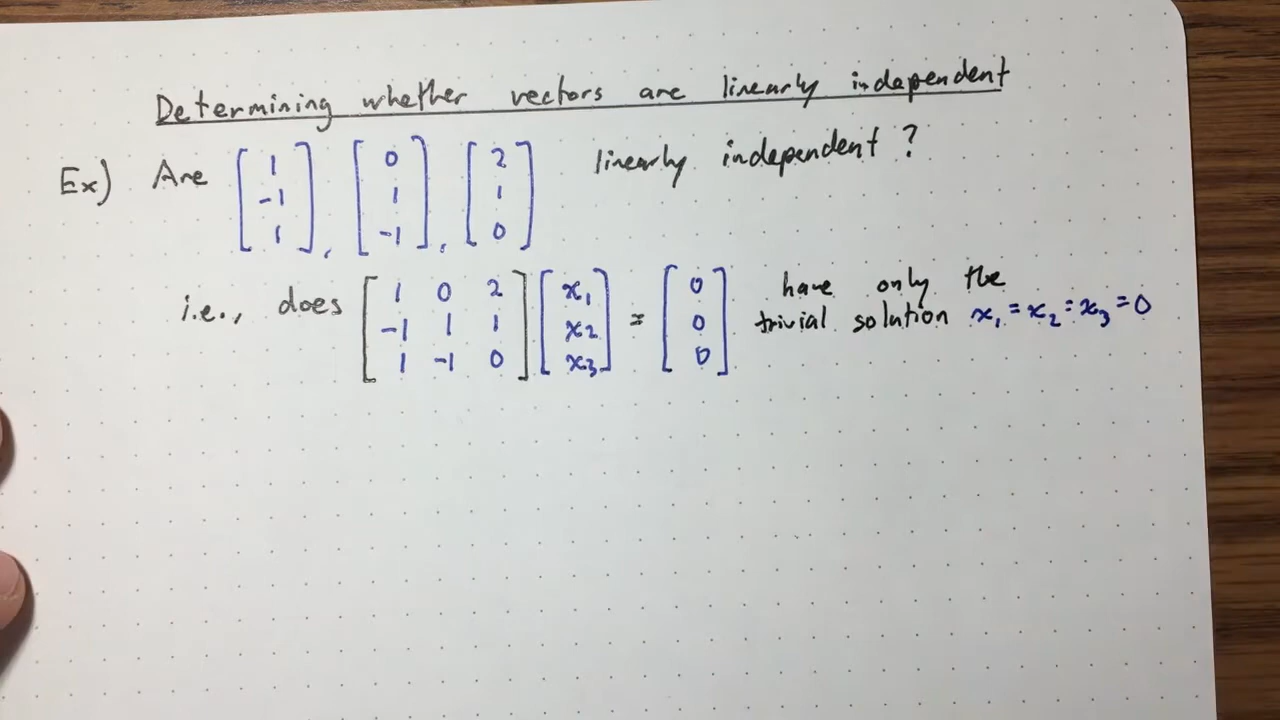 Determining whether vectors are linearly independent
Ex) Are [1 -1 1], [0 1 -1], [2 1 0] linearly independent?
i.e., does [1 0 2; -1 1 1; 1 -1 0] [x₁ x₂ x₃] = [0 0 0] have only the
trivial solution x₁ = x₂ = x₃ = 0